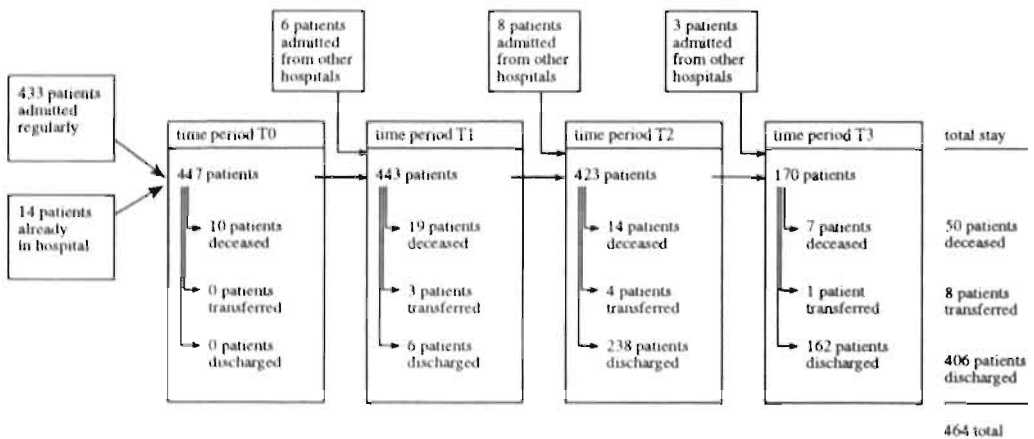 6 patients
admitted
from other
hospitals
8 patients
admitted
from other
hospitals
3 patients
admitted
from other
hospitals
433 patients
admitted
regularly
14 patients
already
in hospital
time period T0
447 patients
10 patients
deceased
0 patients
transferred
0 patients
discharged
time period T1
443 patients
19 patients
deceased
3 patients
transferred
6 patients
discharged
time period T2
423 patients
14 patients
deceased
4 patients
transferred
238 patients
discharged
time period T3
170 patients
7 patients
deceased
1 patient
transferred
162 patients
discharged
total stay
50 patients
deceased
8 patients
transferred
406 patients
discharged
464 total